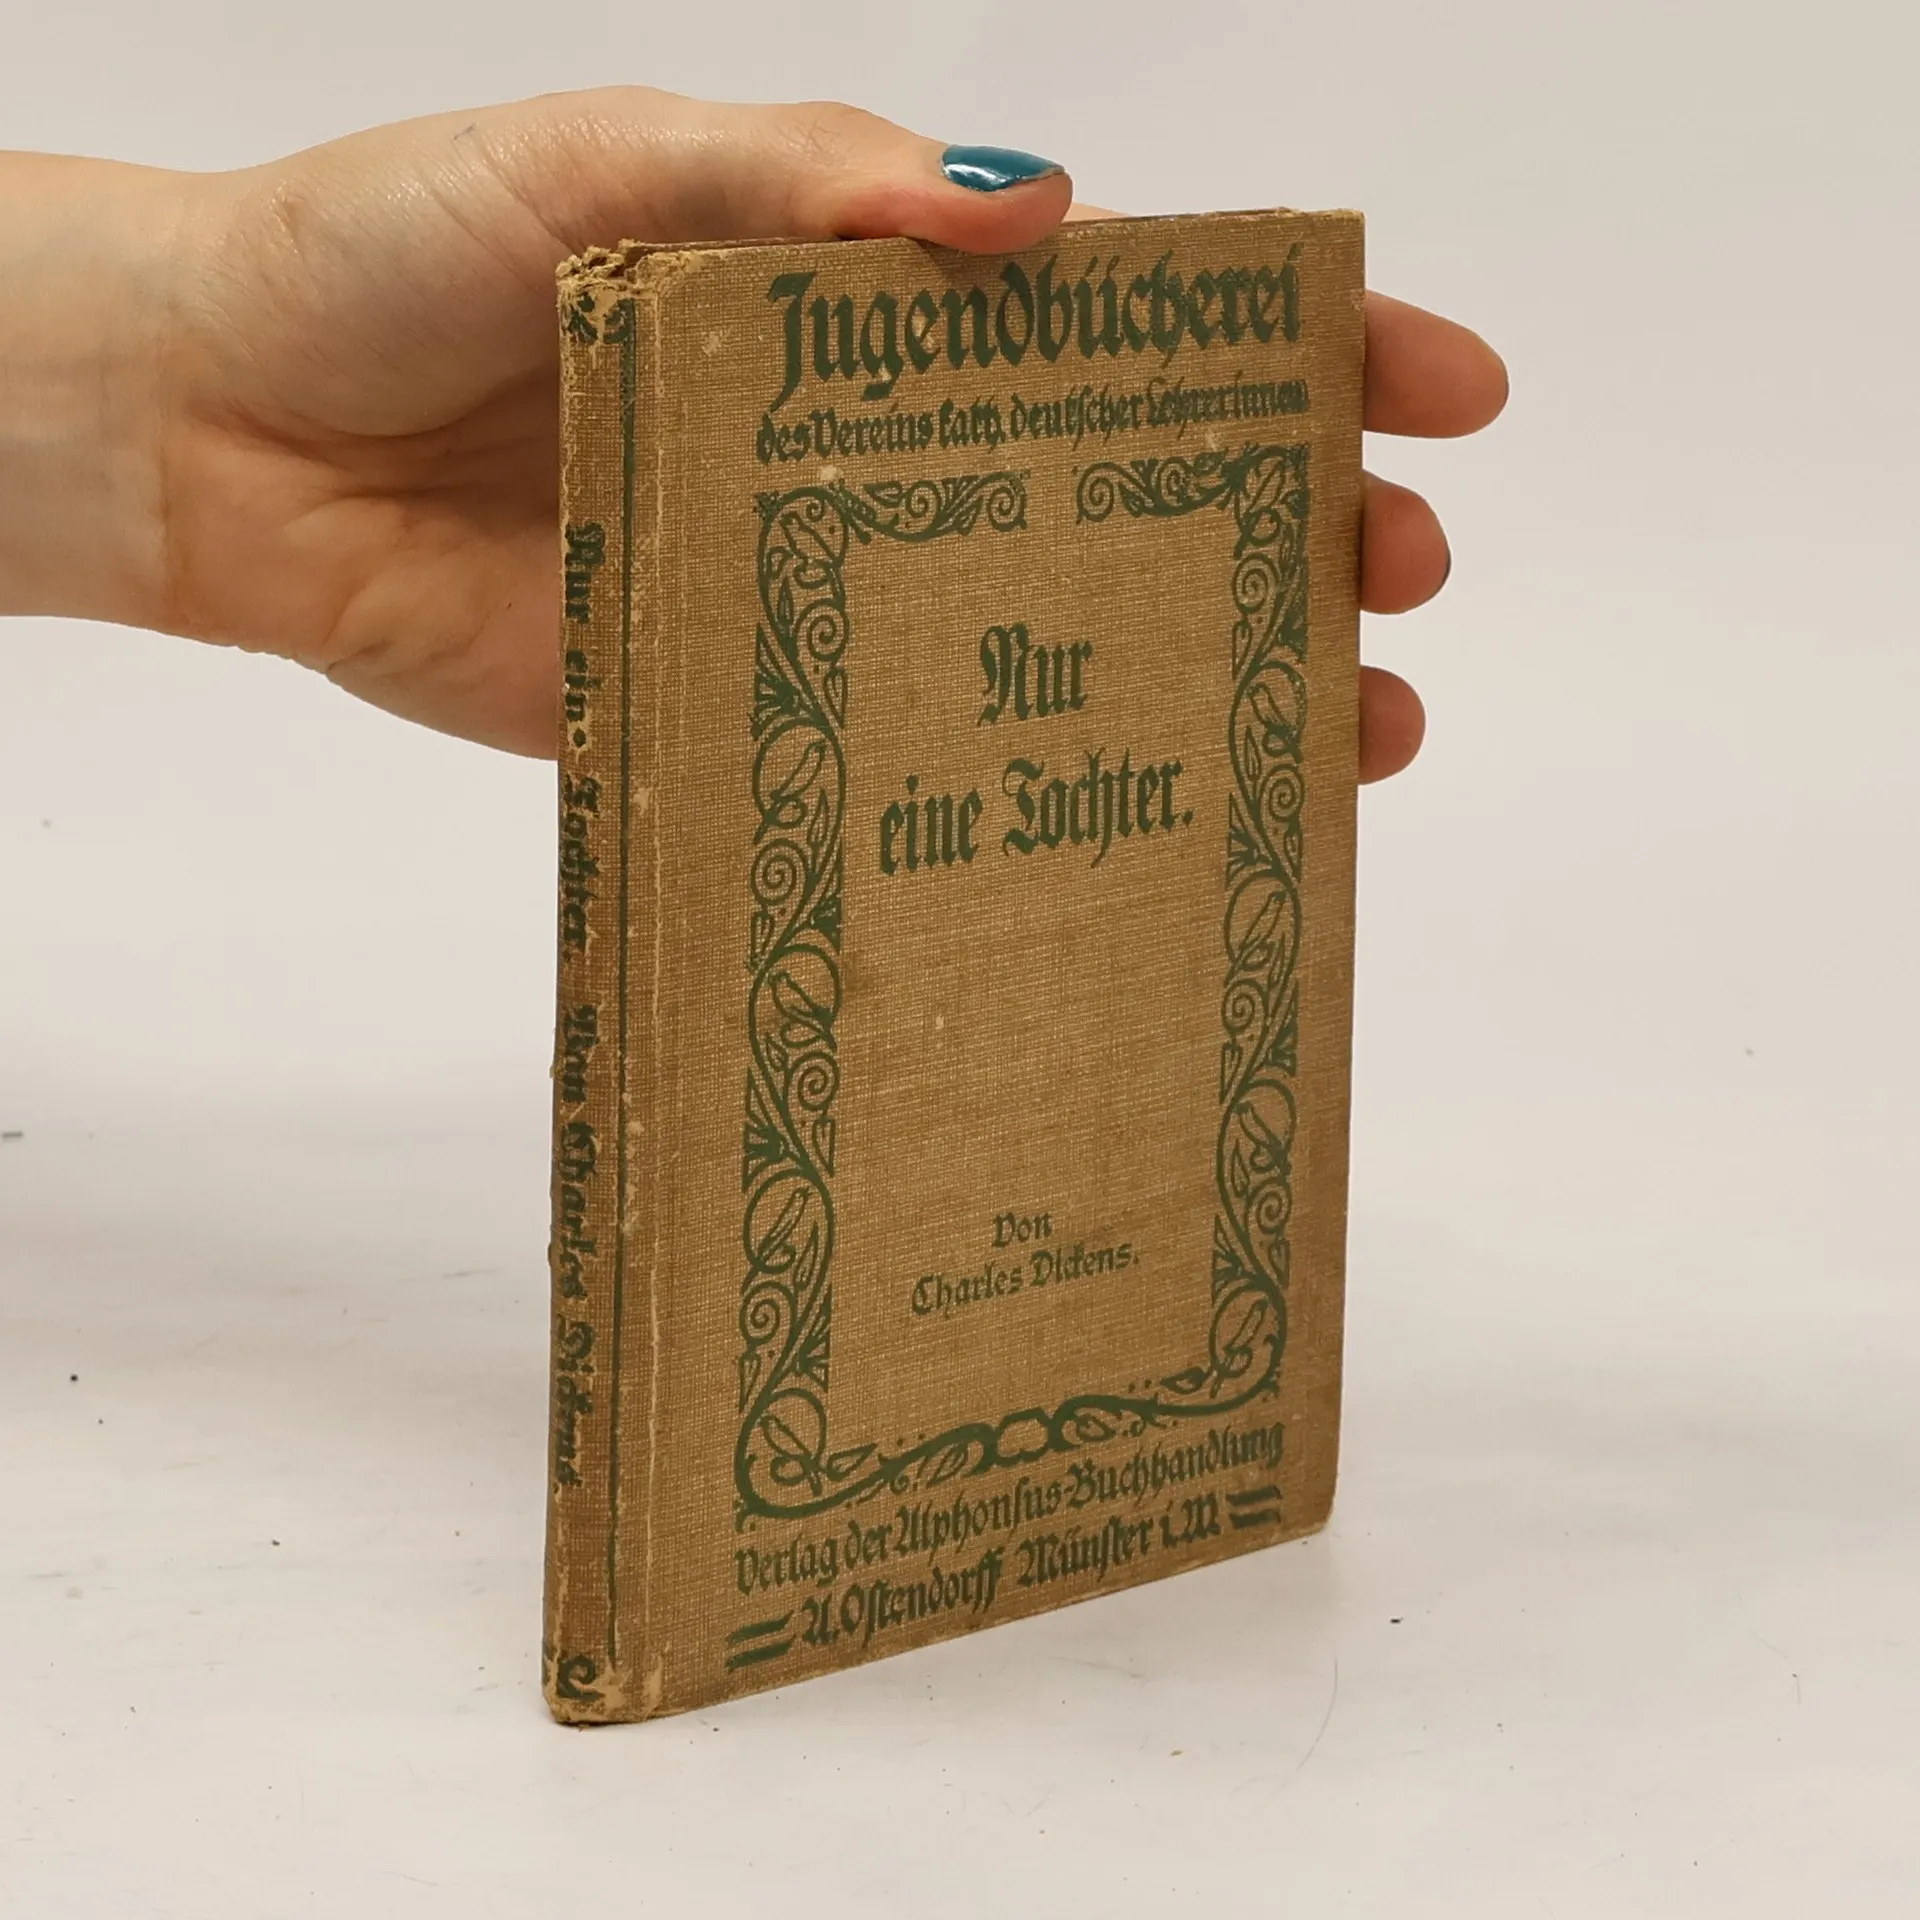 Jugendbücherei
des Vereins kath. deutscher Lehrerinnen
Nur
eine Tochter.
Von
Charles Dickens.
Verlag der Alphonsus-Buchhandlung
A. Ostendorff Münster i. W
Nur eine Tochter. Von Charles Dickens.